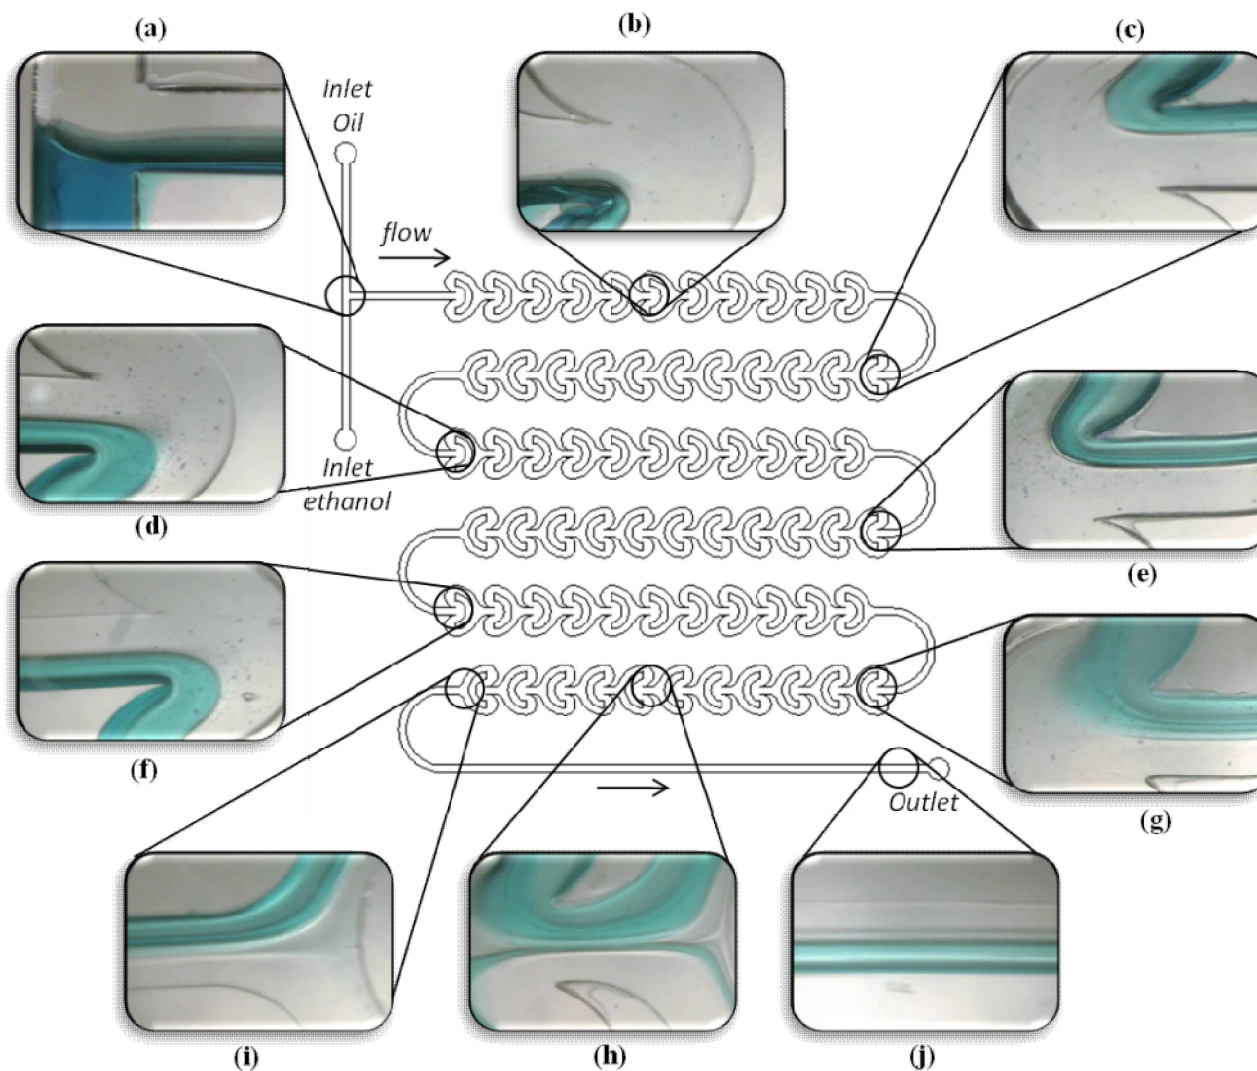 (a)
(b)
(c)
Inlet
Oil
flow
Inlet
ethanol
(d)
(e)
(f)
(g)
Outlet
(i)
(h)
(j)